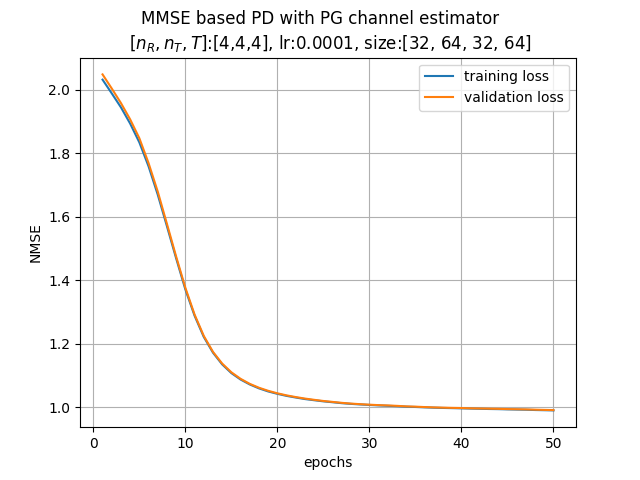 MMSE based PD with PG channel estimator
[n_R, n_T, T]:[4,4,4], lr:0.0001, size:[32, 64, 32, 64]
training loss
validation loss
NMSE
2.0
1.8
1.6
1.4
1.2
1.0
0 10 20 30 40 50
epochs